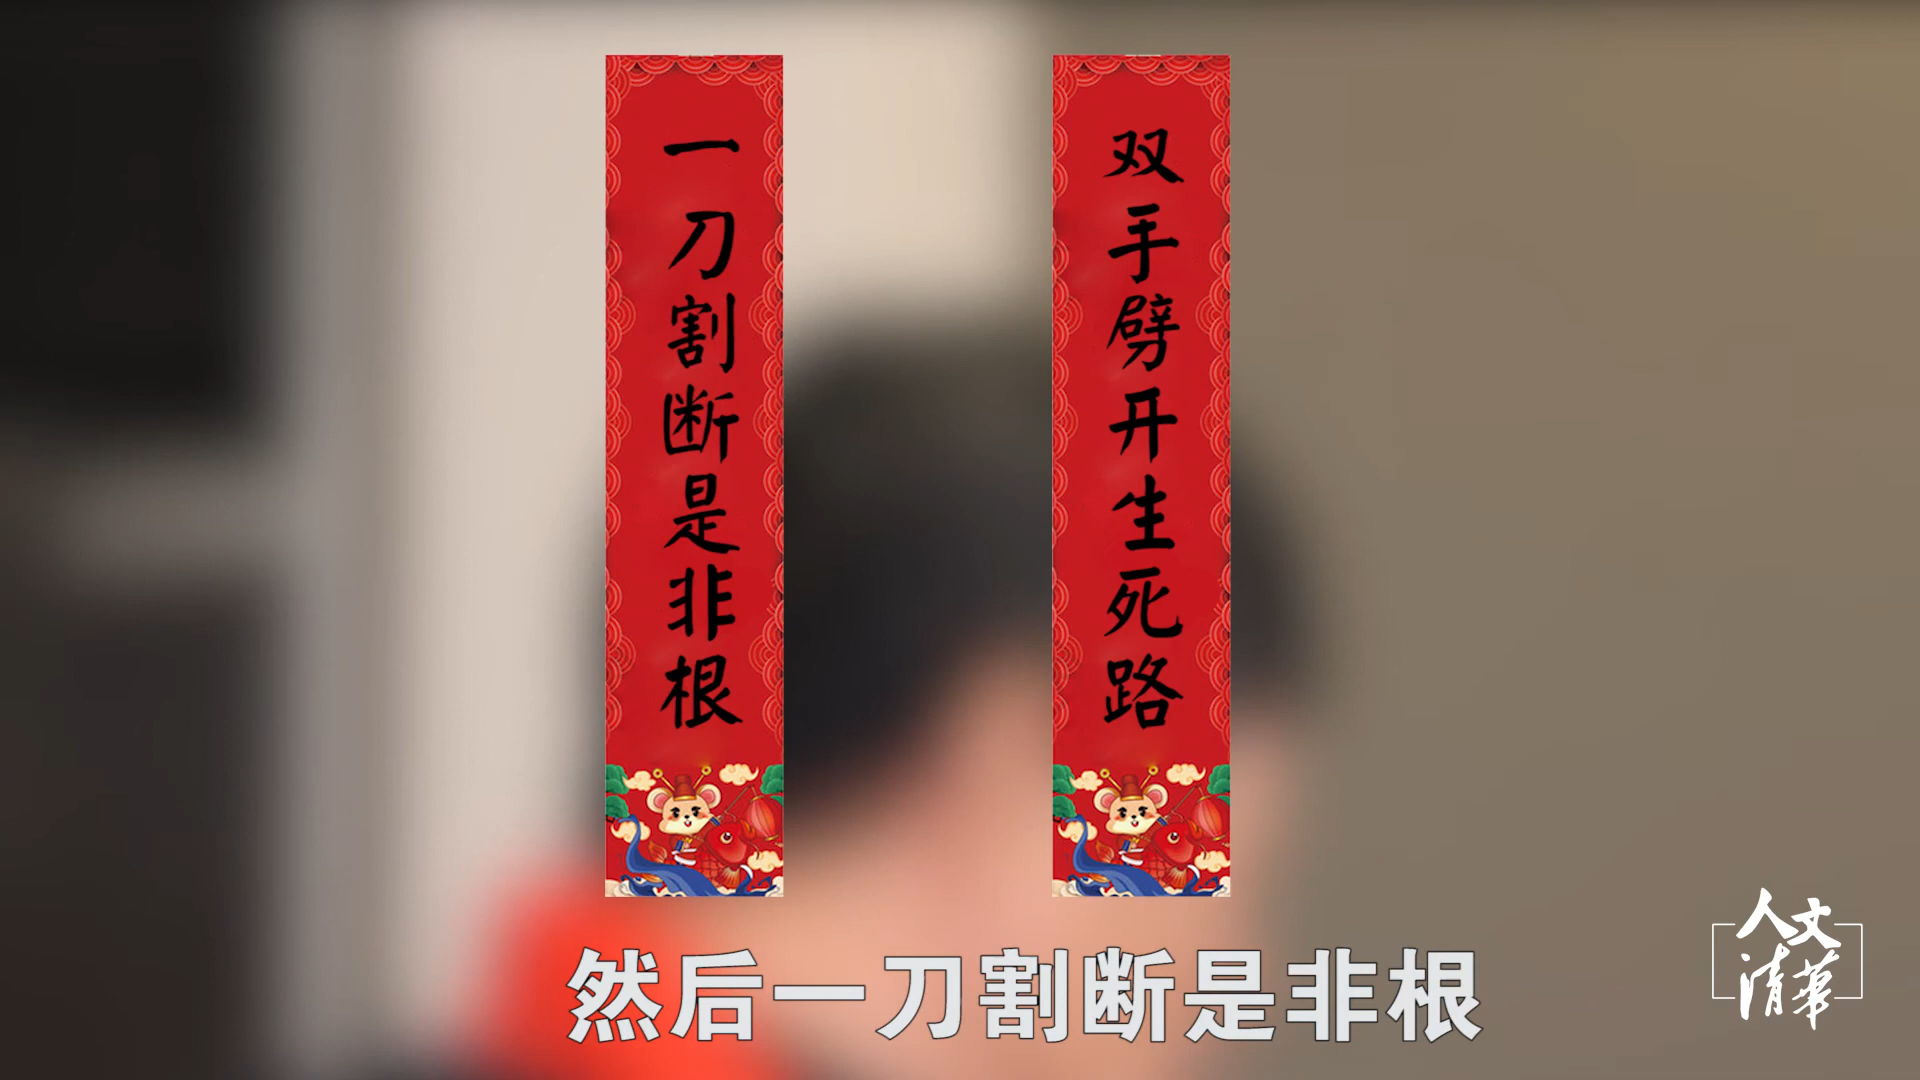 双手劈开生死路
一刀割断是非根
然后一刀割断是非根
人文
清華